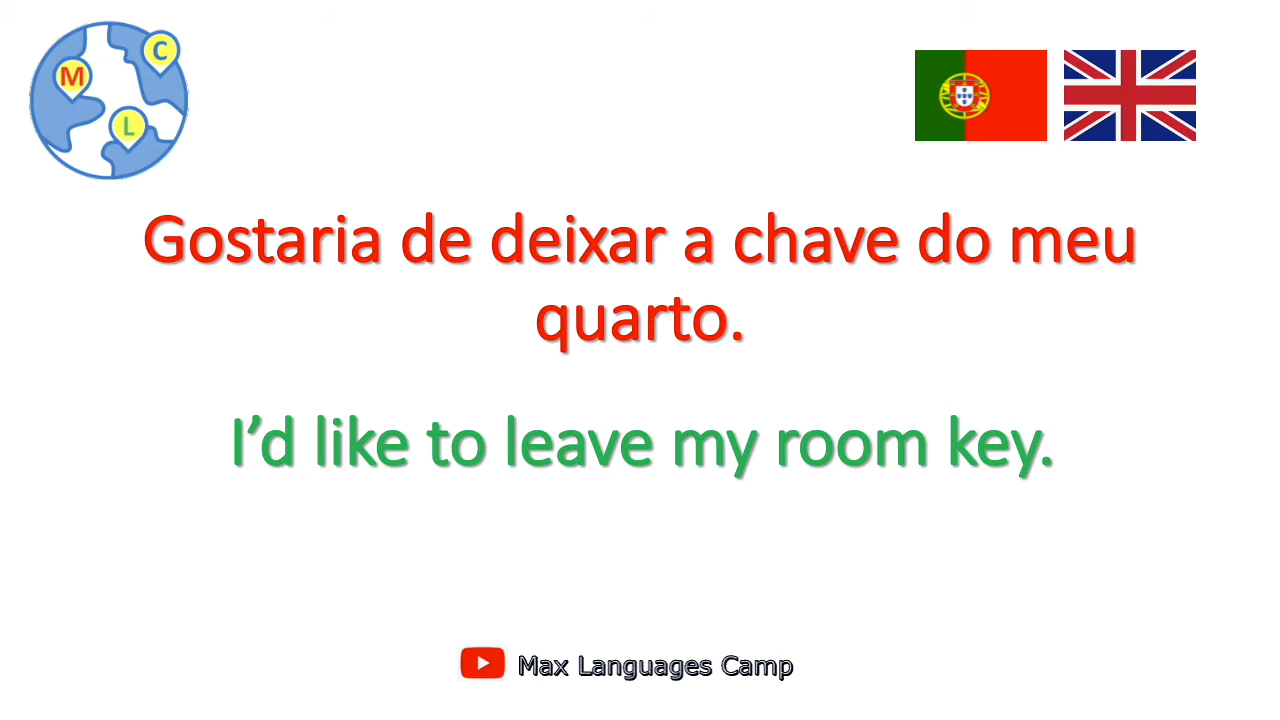 C
M
L
Gostaria de deixar a chave do meu
quarto.
I’d like to leave my room key.
Max Languages Camp